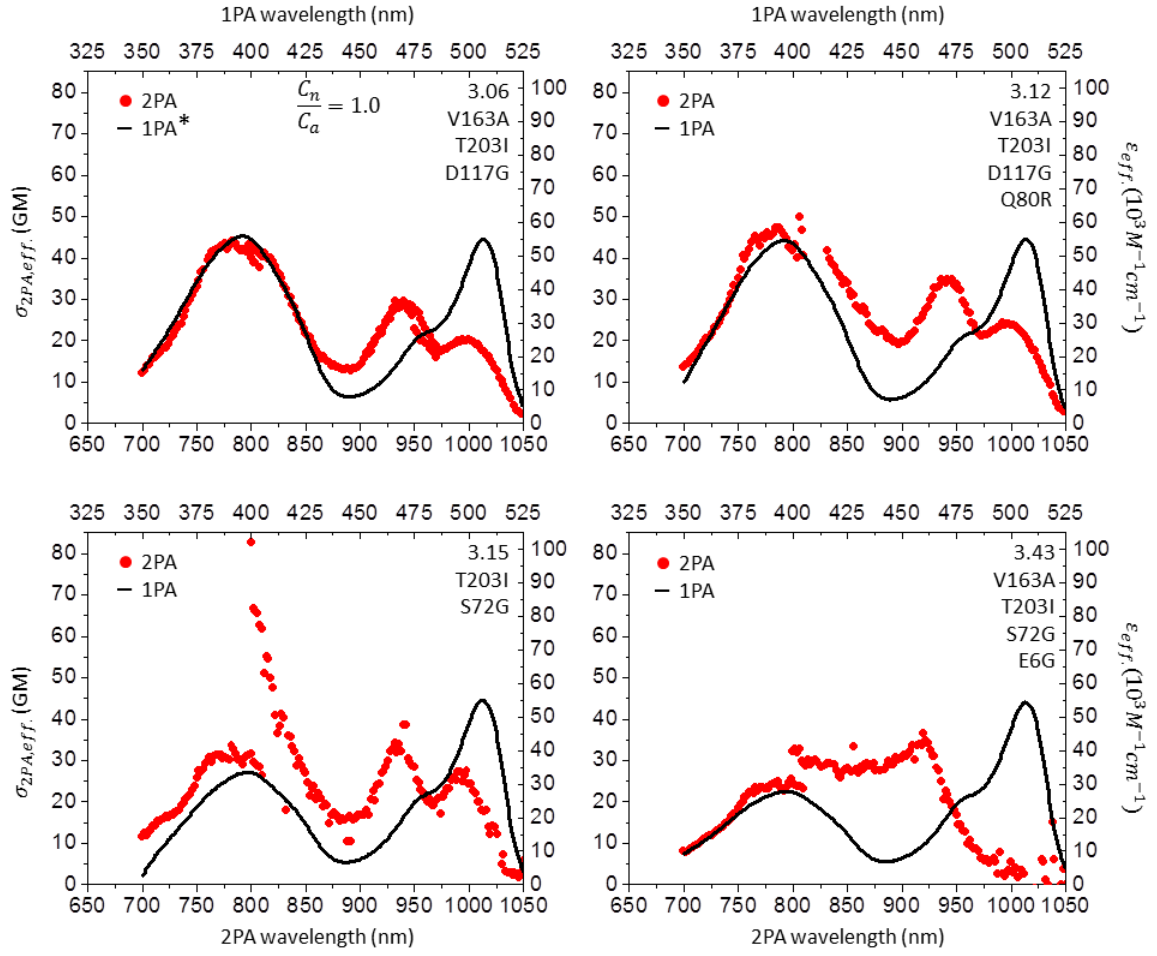 1PA wavelength (nm)
325 350 375 400 425 450 475 500 525
80
70
60
50
40
30
20
10
0
σ2PA,eff. (GM)
2PA
1PA*
Cn/Ca = 1.0
3.06
V163A
T203I
D117G
100
90
80
70
60
50
40
30
20
10
0
650 700 750 800 850 900 950 1000 1050
1PA wavelength (nm)
325 350 375 400 425 450 475 500 525
80
70
60
50
40
30
20
10
0
2PA
1PA
3.12
V163A
T203I
D117G
Q80R
100
90
80
70
60
50
40
30
20
10
0
εeff.(10³M⁻¹cm⁻¹)
650 700 750 800 850 900 950 1000 1050
325 350 375 400 425 450 475 500 525
80
70
60
50
40
30
20
10
0
σ2PA,eff. (GM)
2PA
1PA
3.15
T203I
S72G
100
90
80
70
60
50
40
30
20
10
0
650 700 750 800 850 900 950 1000 1050
2PA wavelength (nm)
325 350 375 400 425 450 475 500 525
80
70
60
50
40
30
20
10
0
2PA
1PA
3.43
V163A
T203I
S72G
E6G
100
90
80
70
60
50
40
30
20
10
0
εeff.(10³M⁻¹cm⁻¹)
650 700 750 800 850 900 950 1000 1050
2PA wavelength (nm)